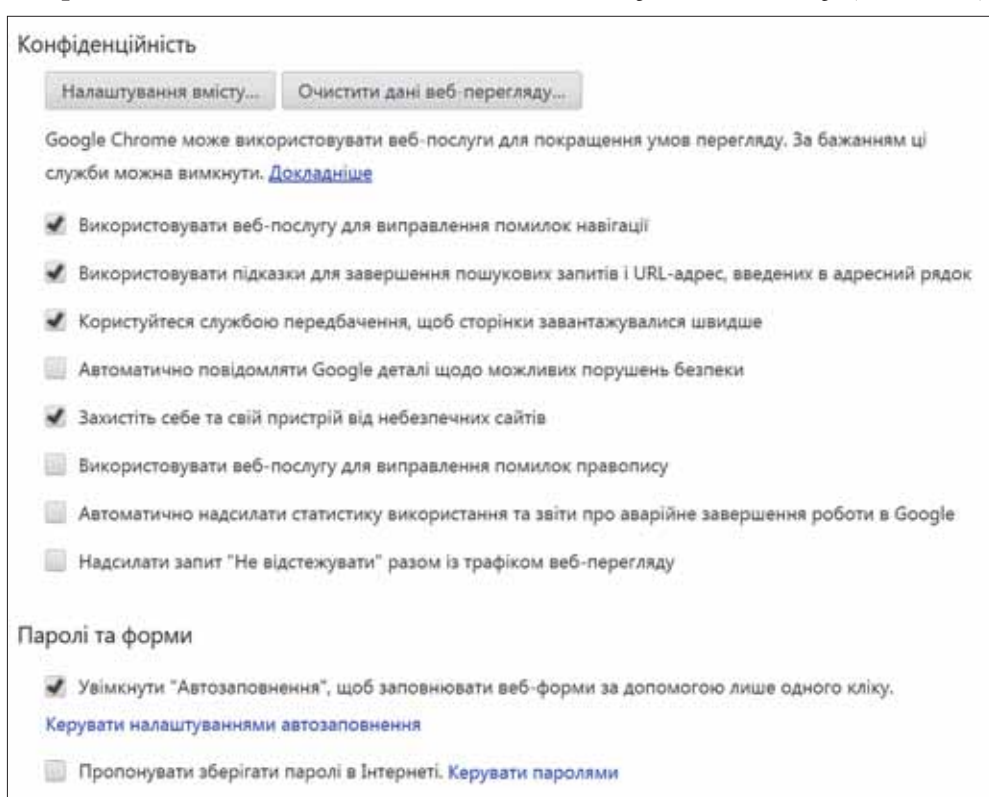 Конфіденційність
Налаштування вмісту... Очистити дані веб-перегляду...
Google Chrome може використовувати веб-послуги для покращення умов перегляду. За бажанням ці
служби можна вимкнути. Докладніше
Використовувати веб-послугу для виправлення помилок навігації
Використовувати підказки для завершення пошукових запитів і URL-адрес, введених в адресний рядок
Користуйтеся службою передбачення, щоб сторінки завантажувалися швидше
Автоматично повідомляти Google деталі щодо можливих порушень безпеки
Захистіть себе та свій пристрій від небезпечних сайтів
Використовувати веб-послугу для виправлення помилок правопису
Автоматично надсилати статистику використання та звіти про аварійне завершення роботи в Google
Надсилати запит "Не відстежувати" разом із трафіком веб-перегляду
Паролі та форми
Увімкнути "Автозаповнення", щоб заповнювати веб-форми за допомогою лише одного кліку.
Керувати налаштуваннями автозаповнення
Пропонувати зберігати паролі в Інтернеті. Керувати паролями